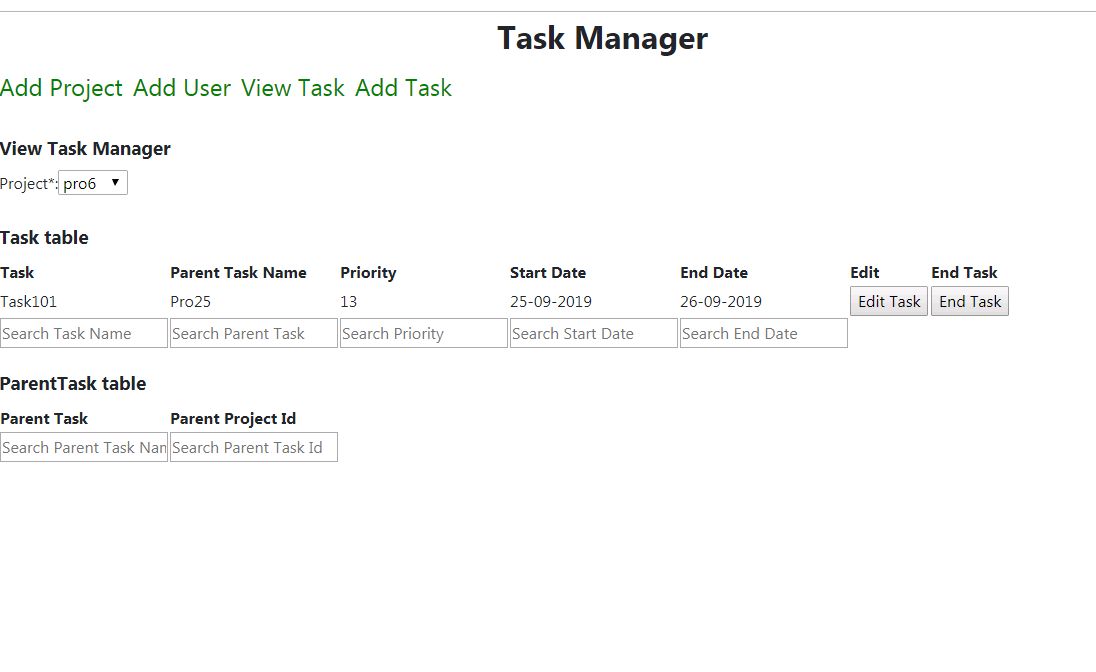 Task Manager
Add Project Add User View Task Add Task
View Task Manager
Project*: pro6
Task table
Task Parent Task Name Priority Start Date End Date Edit End Task
Task101 Pro25 13 25-09-2019 26-09-2019 Edit Task End Task
Search Task Name Search Parent Task Search Priority Search Start Date Search End Date
ParentTask table
Parent Task Parent Project Id
Search Parent Task Nam Search Parent Task Id